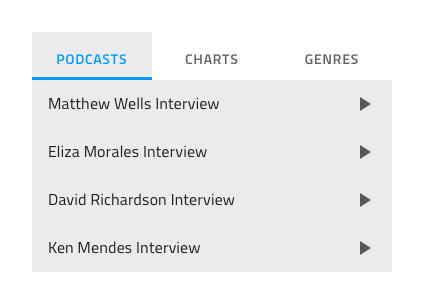 PODCASTS CHARTS GENRES
Matthew Wells Interview
Eliza Morales Interview
David Richardson Interview
Ken Mendes Interview